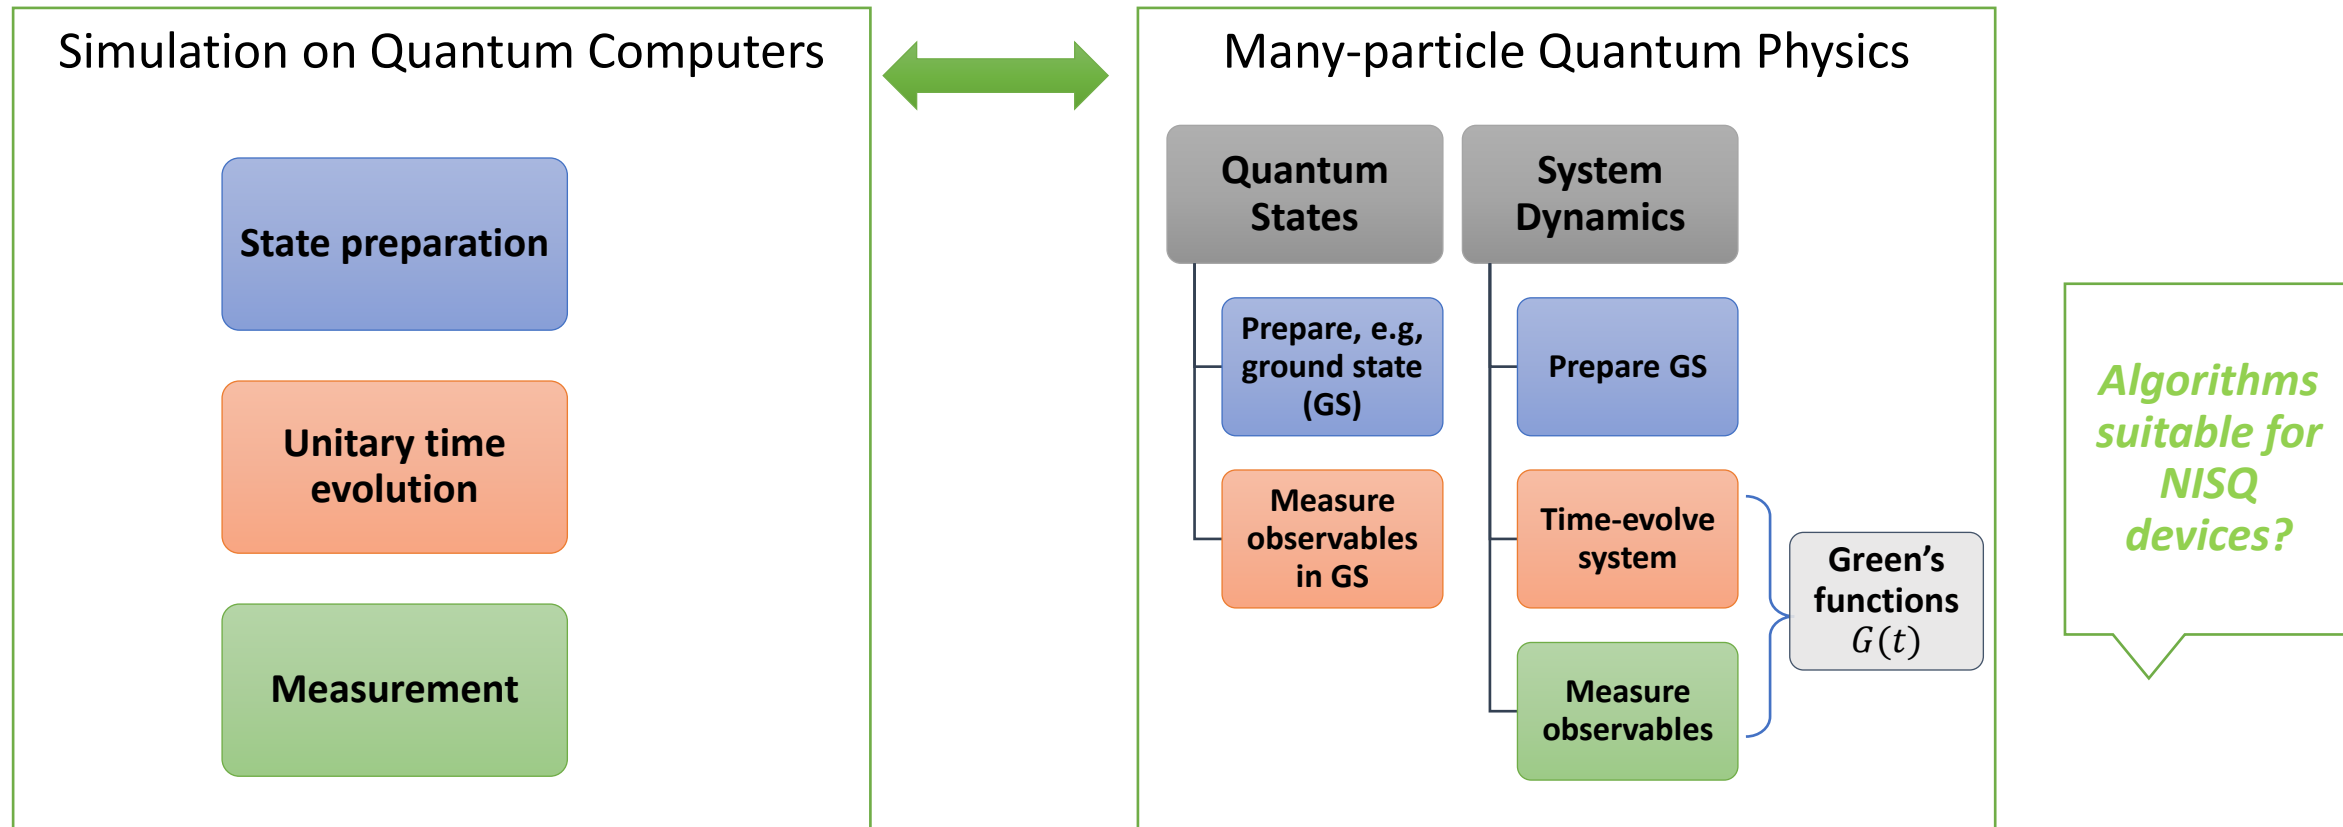 Simulation on Quantum Computers
State preparation
Unitary time
evolution
Measurement
Many-particle Quantum Physics
Quantum
States
Prepare, e.g,
ground state
(GS)
Measure
observables
in GS
System
Dynamics
Prepare GS
Time-evolve
system
Measure
observables
Green’s
functions
G(t)
Algorithms
suitable for
NISQ
devices?